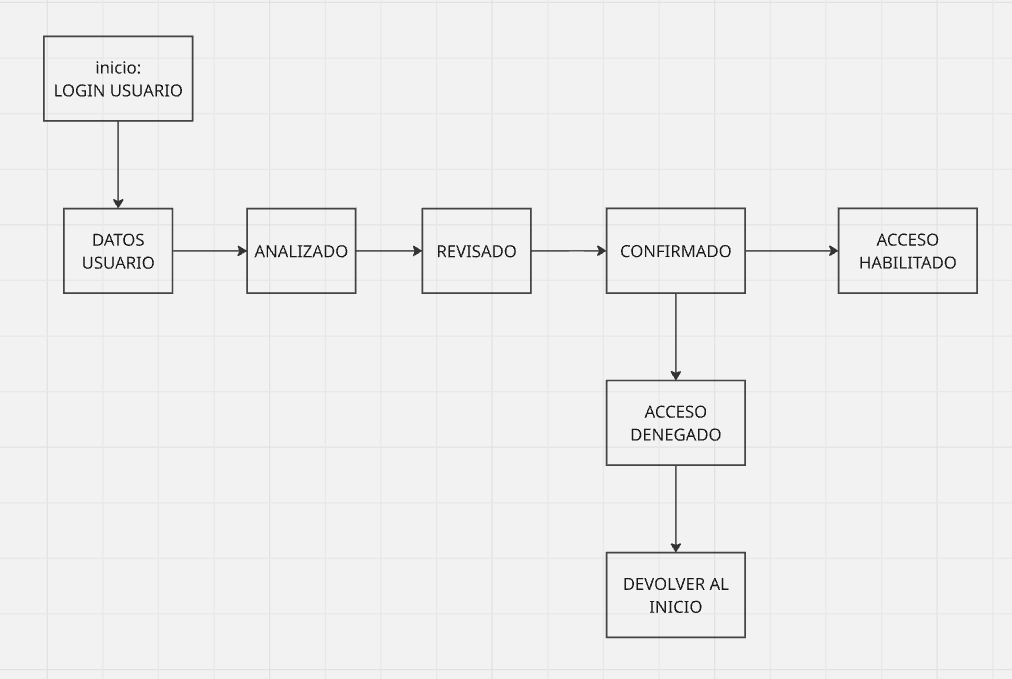 inicio:
LOGIN USUARIO
DATOS
USUARIO
ANALIZADO
REVISADO
CONFIRMADO
ACCESO
HABILITADO
ACCESO
DENEGADO
DEVOLVER AL
INICIO